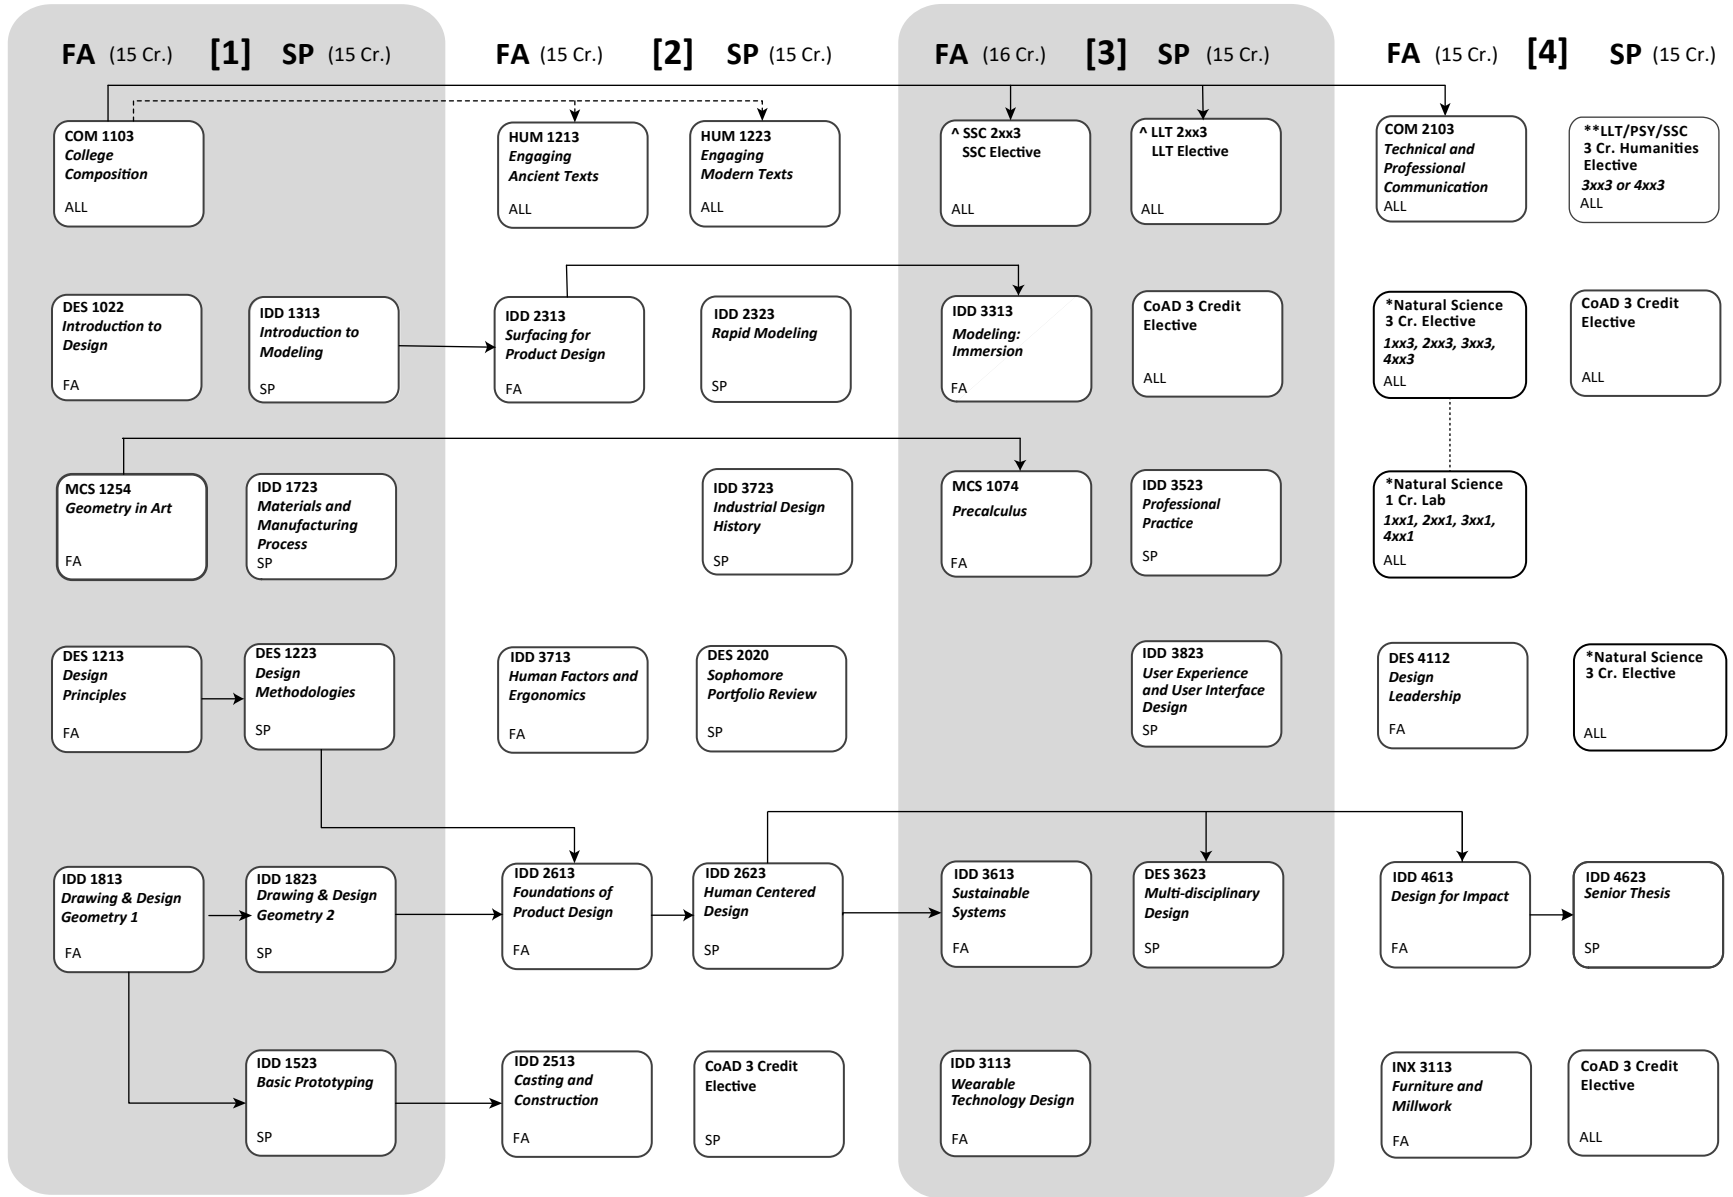 FA (15 Cr.) [1] SP (15 Cr.) FA (15 Cr.) [2] SP (15 Cr.) FA (16 Cr.) [3] SP (15 Cr.) FA (15 Cr.) [4] SP (15 Cr.)
COM 1103
College
Composition
ALL
HUM 1213
Engaging
Ancient Texts
ALL
HUM 1223
Engaging
Modern Texts
ALL
^ SSC 2xx3
SSC Elective
ALL
^ LLT 2xx3
LLT Elective
ALL
COM 2103
Technical and
Professional
Communication
ALL
**LLT/PSY/SSC
3 Cr. Humanities
Elective
3xx3 or 4xx3
ALL
DES 1022
Introduction to
Design
FA
IDD 1313
Introduction to
Modeling
SP
IDD 2313
Surfacing for
Product Design
FA
IDD 2323
Rapid Modeling
SP
IDD 3313
Modeling:
Immersion
FA
CoAD 3 Credit
Elective
ALL
*Natural Science
3 Cr. Elective
1xx3, 2xx3, 3xx3,
4xx3
ALL
CoAD 3 Credit
Elective
ALL
MCS 1254
Geometry in Art
FA
IDD 1723
Materials and
Manufacturing
Process
SP
IDD 3723
Industrial Design
History
SP
MCS 1074
Precalculus
FA
IDD 3523
Professional
Practice
SP
*Natural Science
1 Cr. Lab
1xx1, 2xx1, 3xx1,
4xx1
ALL
DES 1213
Design
Principles
FA
DES 1223
Design
Methodologies
SP
IDD 3713
Human Factors and
Ergonomics
FA
DES 2020
Sophomore
Portfolio Review
SP
IDD 3823
User Experience
and User Interface
Design
SP
DES 4112
Design
Leadership
FA
*Natural Science
3 Cr. Elective
ALL
IDD 1813
Drawing & Design
Geometry 1
FA
IDD 1823
Drawing & Design
Geometry 2
SP
IDD 2613
Foundations of
Product Design
FA
IDD 2623
Human Centered
Design
SP
IDD 3613
Sustainable
Systems
FA
DES 3623
Multi-disciplinary
Design
SP
IDD 4613
Design for Impact
FA
IDD 4623
Senior Thesis
SP
IDD 1523
Basic Prototyping
SP
IDD 2513
Casting and
Construction
FA
CoAD 3 Credit
Elective
SP
IDD 3113
Wearable
Technology Design
FA
INX 3113
Furniture and
Millwork
FA
CoAD 3 Credit
Elective
ALL